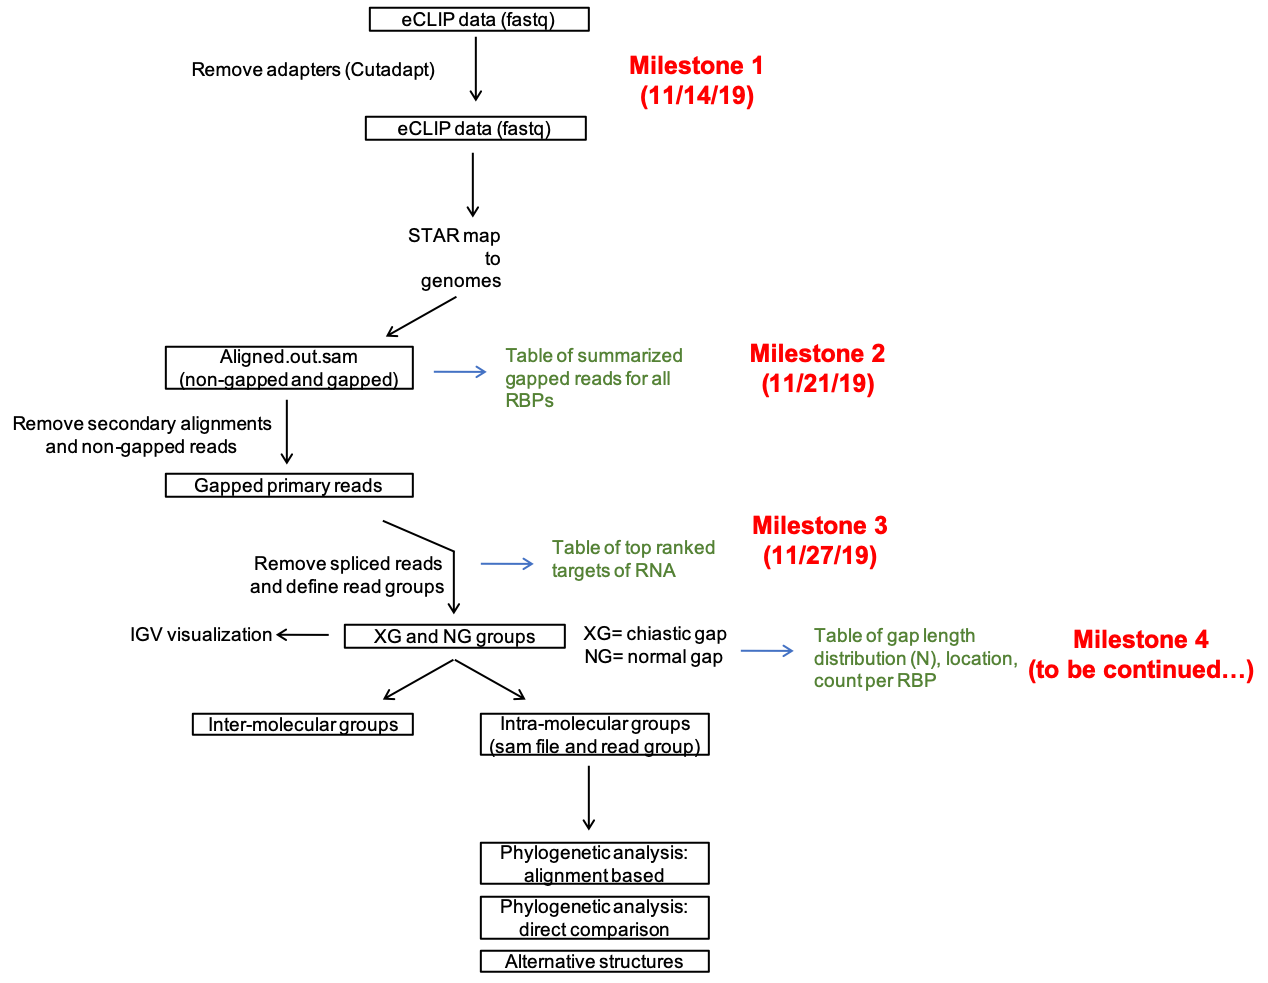 eCLIP data (fastq)
Remove adapters (Cutadapt)
Milestone 1
(11/14/19)
eCLIP data (fastq)
STAR map
to
genomes
Aligned.out.sam
(non-gapped and gapped)
Table of summarized
gapped reads for all
RBPs
Milestone 2
(11/21/19)
Remove secondary alignments
and non-gapped reads
Gapped primary reads
Remove spliced reads
and define read groups
Table of top ranked
targets of RNA
Milestone 3
(11/27/19)
IGV visualization
XG and NG groups
XG= chiastic gap
NG= normal gap
Table of gap length
distribution (N), location,
count per RBP
Milestone 4
(to be continued…)
Inter-molecular groups
Intra-molecular groups
(sam file and read group)
Phylogenetic analysis:
alignment based
Phylogenetic analysis:
direct comparison
Alternative structures